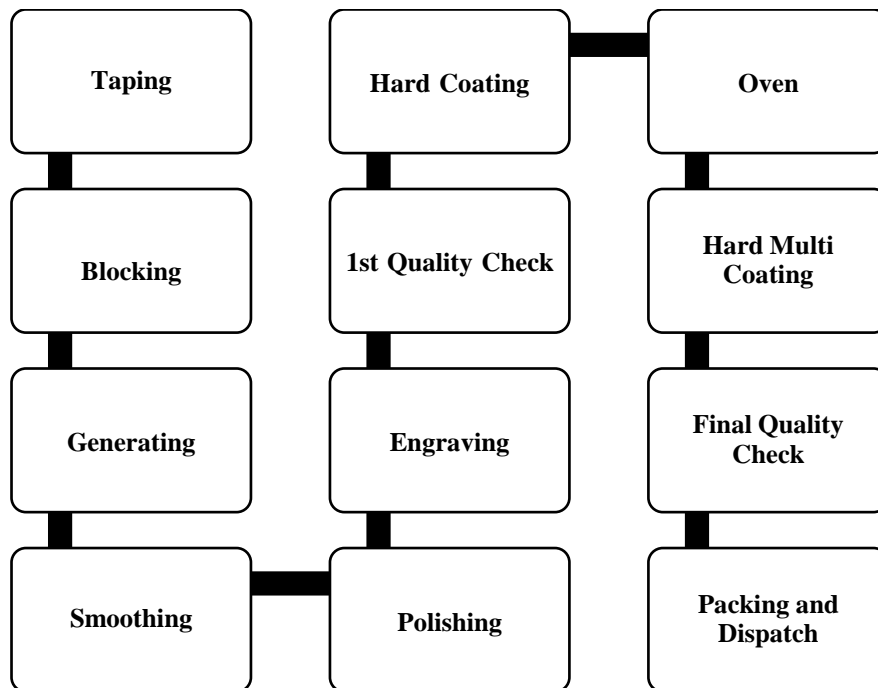 Taping
Blocking
Generating
Smoothing
Polishing
Engraving
1st Quality Check
Hard Coating
Oven
Hard Multi
Coating
Final Quality
Check
Packing and
Dispatch